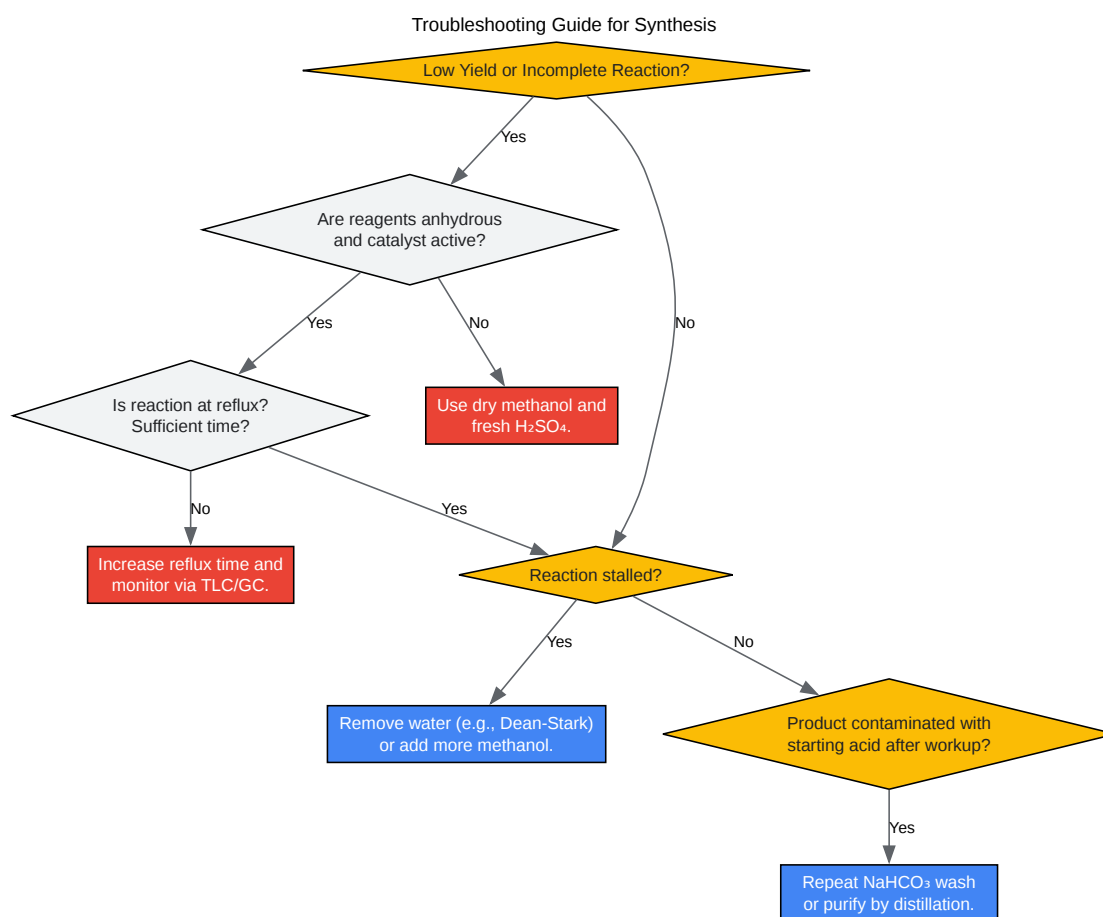 Troubleshooting Guide for Synthesis
Low Yield or Incomplete Reaction?
Yes
Are reagents anhydrous
and catalyst active?
Yes
No
No
Is reaction at reflux?
Sufficient time?
Use dry methanol and
fresh H₂SO₄.
No
Yes
Increase reflux time and
monitor via TLC/GC.
Reaction stalled?
Yes
No
Remove water (e.g., Dean-Stark)
or add more methanol.
Product contaminated with
starting acid after workup?
Yes
Repeat NaHCO₃ wash
or purify by distillation.